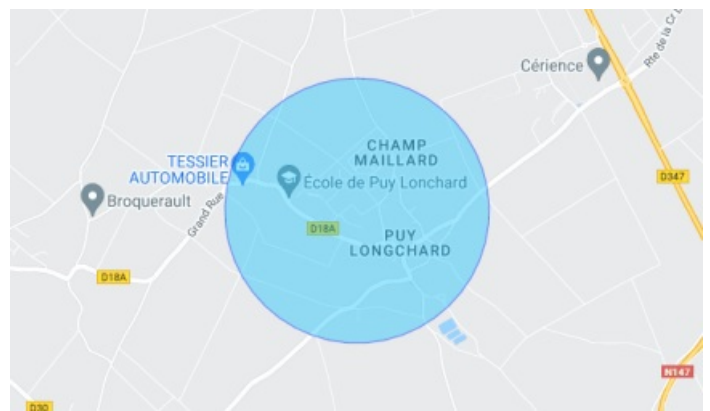 Cérience
Rte de la Cr
CHAMP
MAILLARD
TESSIER
AUTOMOBILE
École de Puy Lonchard
D347
Broquerault
Grand Rue
D18A
PUY
LONGCHARD
D18A
N147
D30